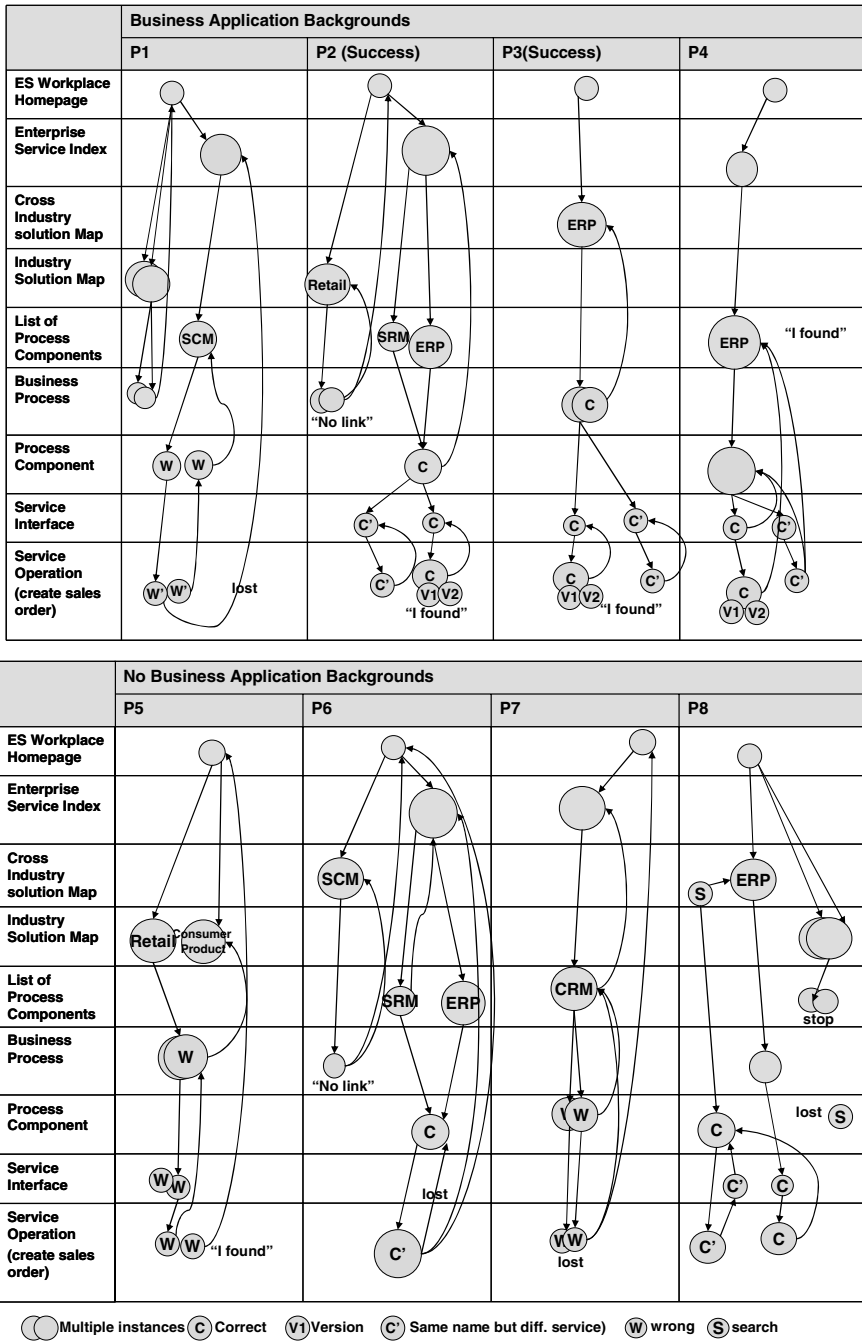 Business Application Backgrounds
P1
P2 (Success)
P3(Success)
P4
ES Workplace
Homepage
Enterprise
Service Index
Cross
Industry
solution Map
ERP
Industry
Solution Map
Retail
List of
Process
Components
SCM
SRM
ERP
ERP
"I found"
Business
Process
"No link"
C
Process
Component
W
W
C
Service
Interface
C'
C
C
C'
C
C'
Service
Operation
(create sales
order)
W'
W'
lost
C'
C
V1
V2
"I found"
C
V1
V2
C'
"I found"
C
V1
V2
C'
No Business Application Backgrounds
P5
P6
P7
P8
ES Workplace
Homepage
Enterprise
Service Index
Cross
Industry
solution Map
SCM
S
ERP
Industry
Solution Map
Retail
Consumer
Product
List of
Process
Components
SRM
ERP
CRM
stop
Business
Process
W
"No link"
Process
Component
C
W
W
C
lost
S
Service
Interface
W
W
lost
C'
C
Service
Operation
(create sales
order)
W
W
"I found"
C'
W
W
lost
C'
C
Multiple instances
C
Correct
V1
Version
C'
Same name but diff. service)
W
wrong
S
search